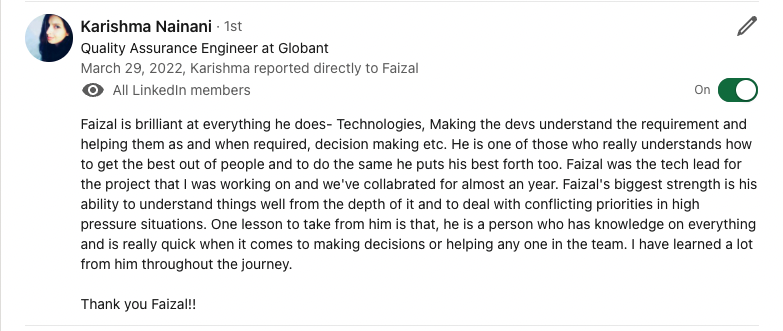 Karishma Nainani · 1st
Quality Assurance Engineer at Globant
March 29, 2022, Karishma reported directly to Faizal
All LinkedIn members
On
Faizal is brilliant at everything he does- Technologies, Making the devs understand the requirement and
helping them as and when required, decision making etc. He is one of those who really understands how
to get the best out of people and to do the same he puts his best forth too. Faizal was the tech lead for
the project that I was working on and we've collabrated for almost an year. Faizal's biggest strength is his
ability to understand things well from the depth of it and to deal with conflicting priorities in high
pressure situations. One lesson to take from him is that, he is a person who has knowledge on everything
and is really quick when it comes to making decisions or helping any one in the team. I have learned a lot
from him throughout the journey.
Thank you Faizal!!